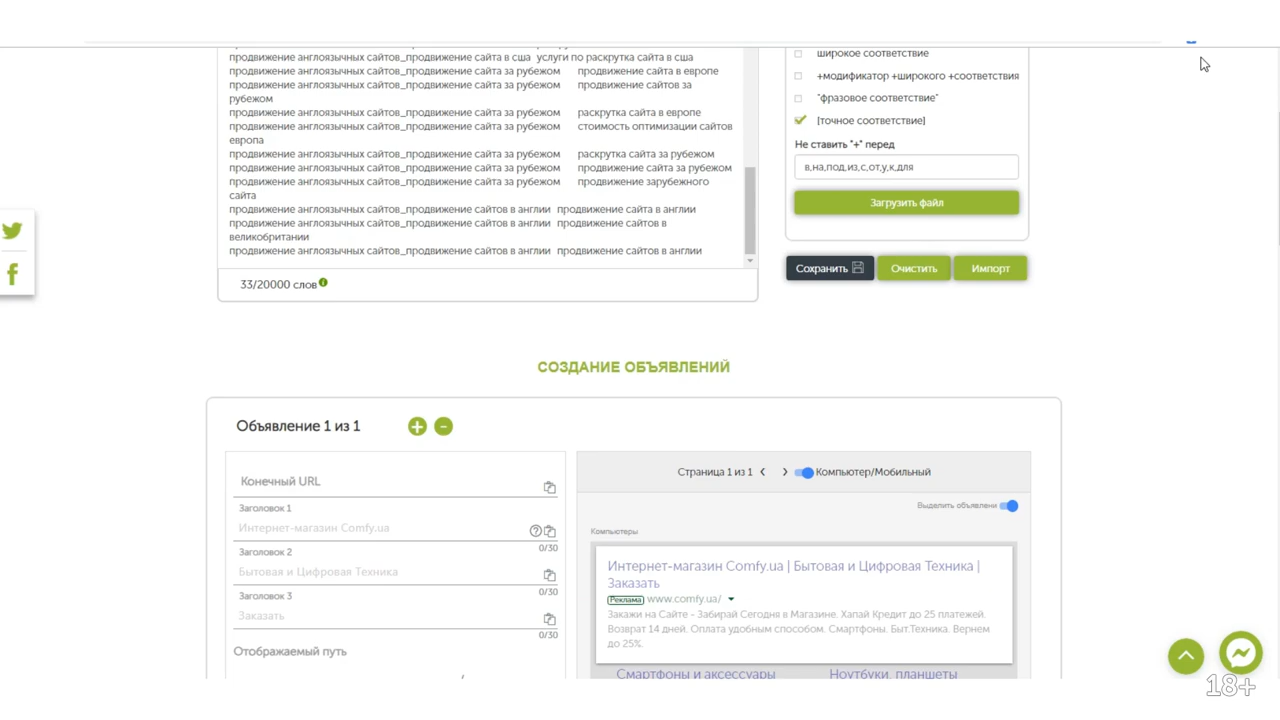 продвижение англоязычных сайтов_продвижение сайта в сша услуги по раскрутка сайта в сша
продвижение англоязычных сайтов_продвижение сайта за рубежом продвижение сайта в европе
продвижение англоязычных сайтов_продвижение сайта за рубежом продвижение сайтов за
рубежом
продвижение англоязычных сайтов_продвижение сайта за рубежом раскрутка сайта в европе
продвижение англоязычных сайтов_продвижение сайта за рубежом стоимость оптимизации сайтов
европа
продвижение англоязычных сайтов_продвижение сайта за рубежом раскрутка сайта за рубежом
продвижение англоязычных сайтов_продвижение сайта за рубежом продвижение сайта за рубежом
продвижение англоязычных сайтов_продвижение сайта за рубежом продвижение зарубежного
сайта
продвижение англоязычных сайтов_продвижение сайтов в англии продвижение сайта в англии
продвижение англоязычных сайтов_продвижение сайтов в англии продвижение сайтов в
великобритании
продвижение англоязычных сайтов_продвижение сайтов в англии продвижение сайтов в англии
33/20000 слов
широкое соответствие
+модификатор +широкого +соответствия
"фразовое соответствие"
[точное соответствие]
Не ставить "+" перед
в,на,под,из,с,от,у,к,для
Загрузить файл
Сохранить
Очистить
Импорт
СОЗДАНИЕ ОБЪЯВЛЕНИЙ
Объявление 1 из 1
Конечный URL
Заголовок 1
Интернет-магазин Comfy.ua
0/30
Заголовок 2
Бытовая и Цифровая Техника
0/30
Заголовок 3
Заказать
0/30
Отображаемый путь
/
Страница 1 из 1
Компьютер/Мобильный
Выделить объявлени
Компьютеры
Интернет-магазин Comfy.ua | Бытовая и Цифровая Техника |
Заказать
Реклама www.comfy.ua/
Закажи на Сайте - Забирай Сегодня в Магазине. Хапай Кредит до 25 платежей.
Возврат 14 дней. Оплата удобным способом. Смартфоны. Быт.Техника. Вернем
до 25%.
Смартфоны и аксессуары
Ноутбуки, планшеты
18+